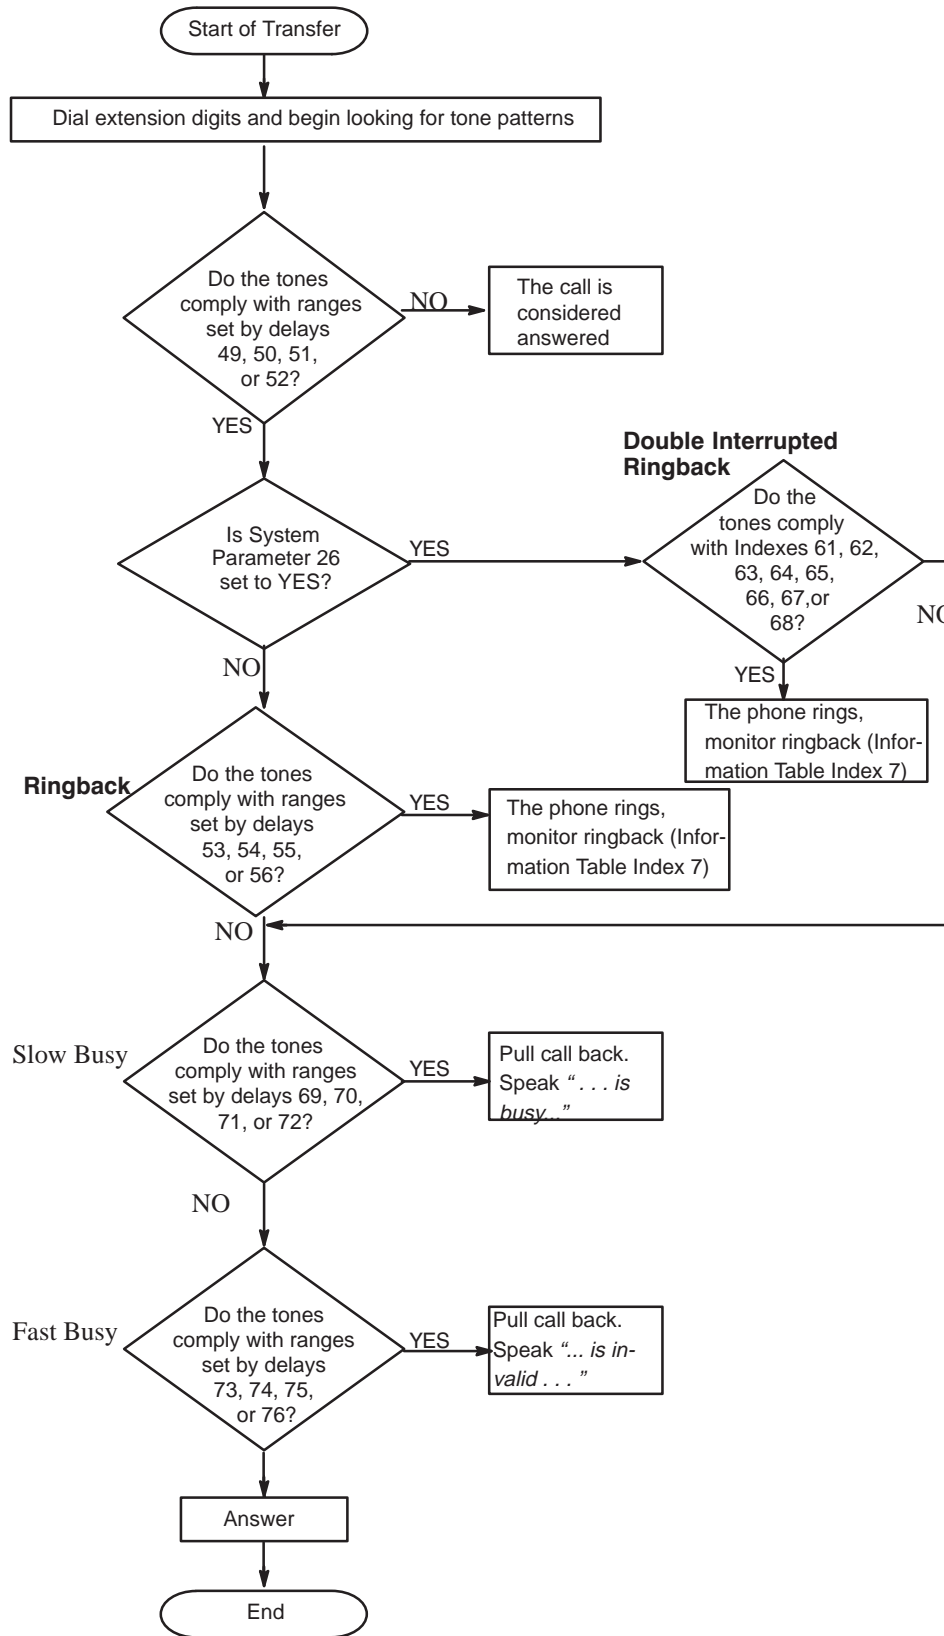 Start of Transfer
Dial extension digits and begin looking for tone patterns
Do the tones
comply with ranges
set by delays
49, 50, 51,
or 52?
NO
The call is
considered
answered
YES
Is System
Parameter 26
set to YES?
YES
Double Interrupted
Ringback
Do the
tones comply
with Indexes 61, 62,
63, 64, 65,
66, 67,or
68?
NO
YES
The phone rings,
monitor ringback (Infor-
mation Table Index 7)
NO
Ringback
Do the tones
comply with ranges
set by delays
53, 54, 55,
or 56?
YES
The phone rings,
monitor ringback (Infor-
mation Table Index 7)
NO
Slow Busy
Do the tones
comply with ranges
set by delays 69, 70,
71, or 72?
YES
Pull call back.
Speak “ . . . is
busy...”
NO
Fast Busy
Do the tones
comply with ranges
set by delays
73, 74, 75,
or 76?
YES
Pull call back.
Speak “... is in-
valid . . . ”
Answer
End